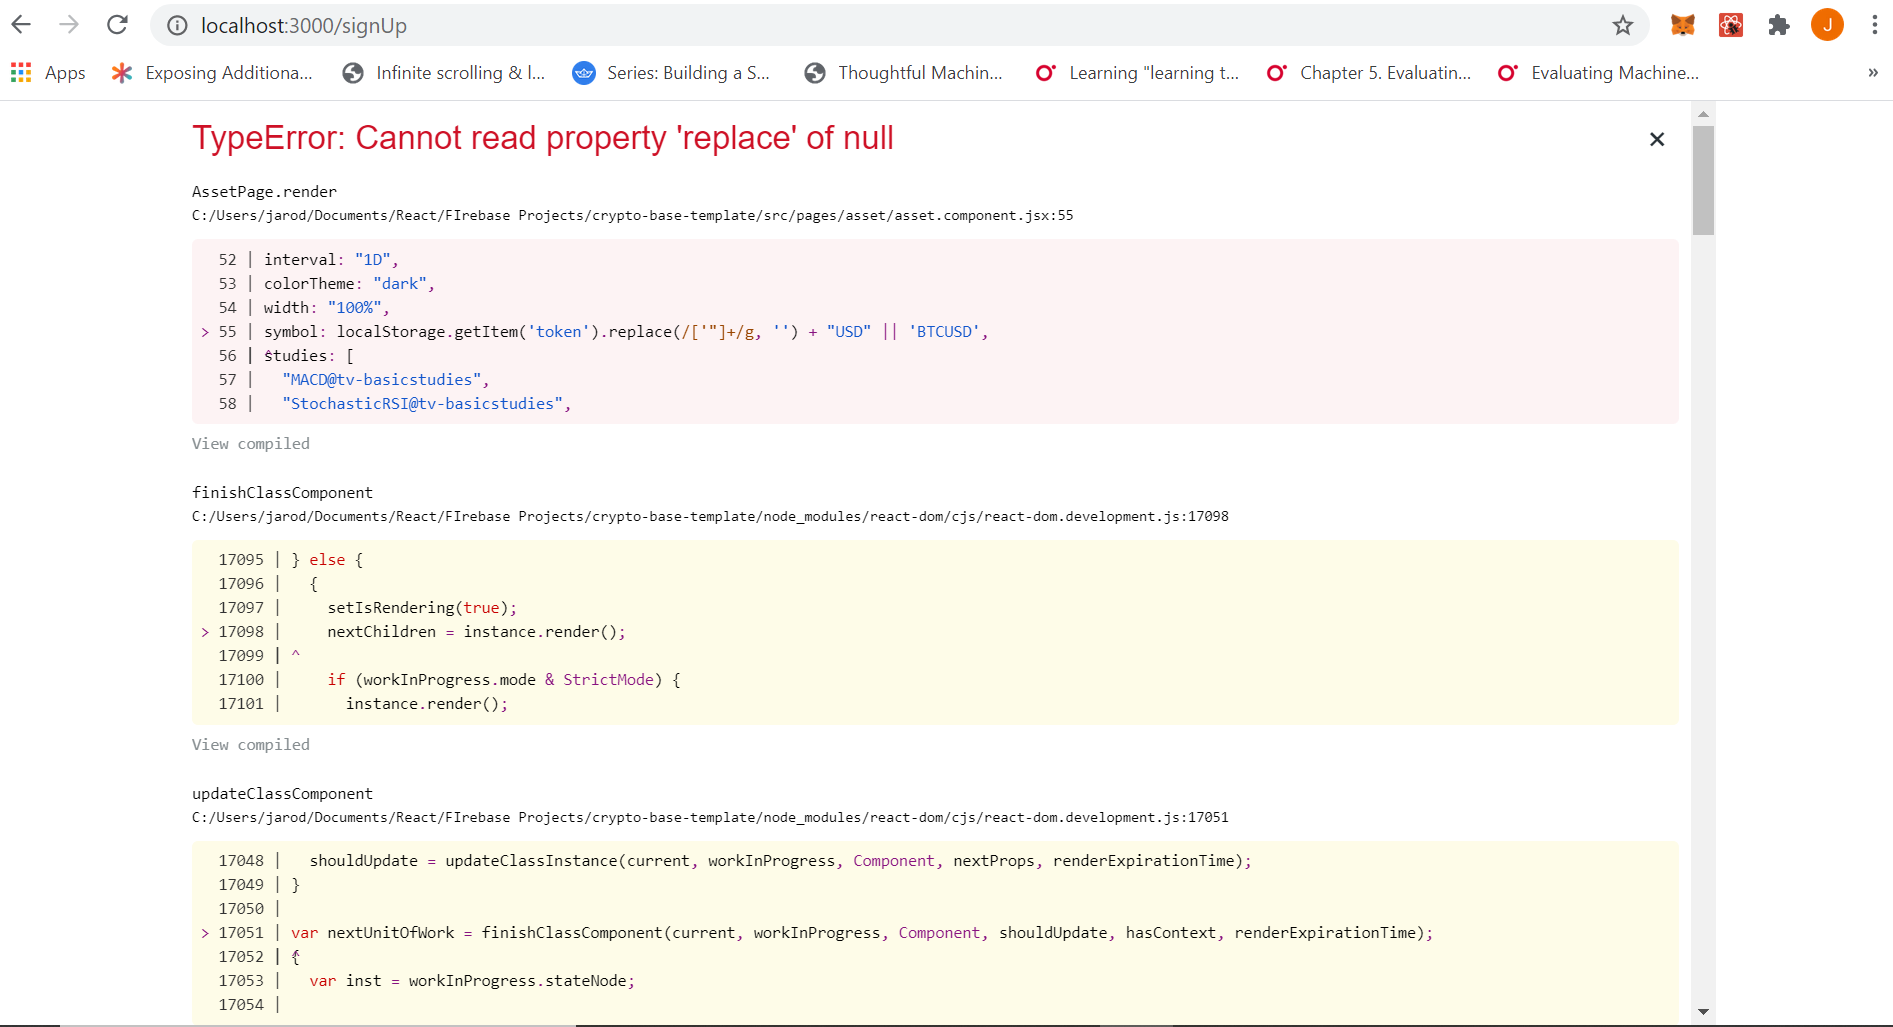 localhost:3000/signUp
J
Apps Exposing Additiona... Infinite scrolling & l... Series: Building a S... Thoughtful Machin... Learning "learning t... Chapter 5. Evaluatin... Evaluating Machine... »
TypeError: Cannot read property 'replace' of null
AssetPage.render
C:/Users/jarod/Documents/React/FIrebase Projects/crypto-base-template/src/pages/asset/asset.component.jsx:55
52 | interval: "1D",
53 | colorTheme: "dark",
54 | width: "100%",
> 55 | symbol: localStorage.getItem('token').replace(/['"]+/g, '') + "USD" || 'BTCUSD',
56 | studies: [
57 |   "MACD@tv-basicstudies",
58 |   "StochasticRSI@tv-basicstudies",
View compiled
finishClassComponent
C:/Users/jarod/Documents/React/FIrebase Projects/crypto-base-template/node_modules/react-dom/cjs/react-dom.development.js:17098
17095 | } else {
17096 |   {
17097 |     setIsRendering(true);
> 17098 |     nextChildren = instance.render();
17099 | ^
17100 |     if (workInProgress.mode & StrictMode) {
17101 |       instance.render();
View compiled
updateClassComponent
C:/Users/jarod/Documents/React/FIrebase Projects/crypto-base-template/node_modules/react-dom/cjs/react-dom.development.js:17051
17048 |   shouldUpdate = updateClassInstance(current, workInProgress, Component, nextProps, renderExpirationTime);
17049 | }
17050 |
> 17051 | var nextUnitOfWork = finishClassComponent(current, workInProgress, Component, shouldUpdate, hasContext, renderExpirationTime);
17052 | {
17053 |   var inst = workInProgress.stateNode;
17054 |